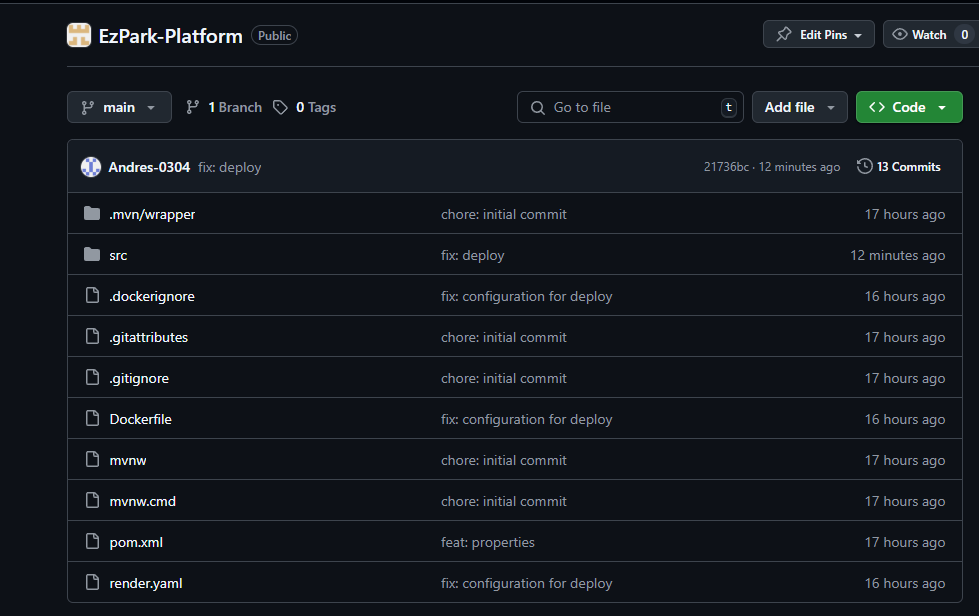 EzPark-Platform Public Edit Pins Watch 0
main 1 Branch 0 Tags Go to file t Add file Code
Andres-0304 fix: deploy 21736bc · 12 minutes ago 13 Commits
.mvn/wrapper chore: initial commit 17 hours ago
src fix: deploy 12 minutes ago
.dockerignore fix: configuration for deploy 16 hours ago
.gitattributes chore: initial commit 17 hours ago
.gitignore chore: initial commit 17 hours ago
Dockerfile fix: configuration for deploy 16 hours ago
mvnw chore: initial commit 17 hours ago
mvnw.cmd chore: initial commit 17 hours ago
pom.xml feat: properties 17 hours ago
render.yaml fix: configuration for deploy 16 hours ago